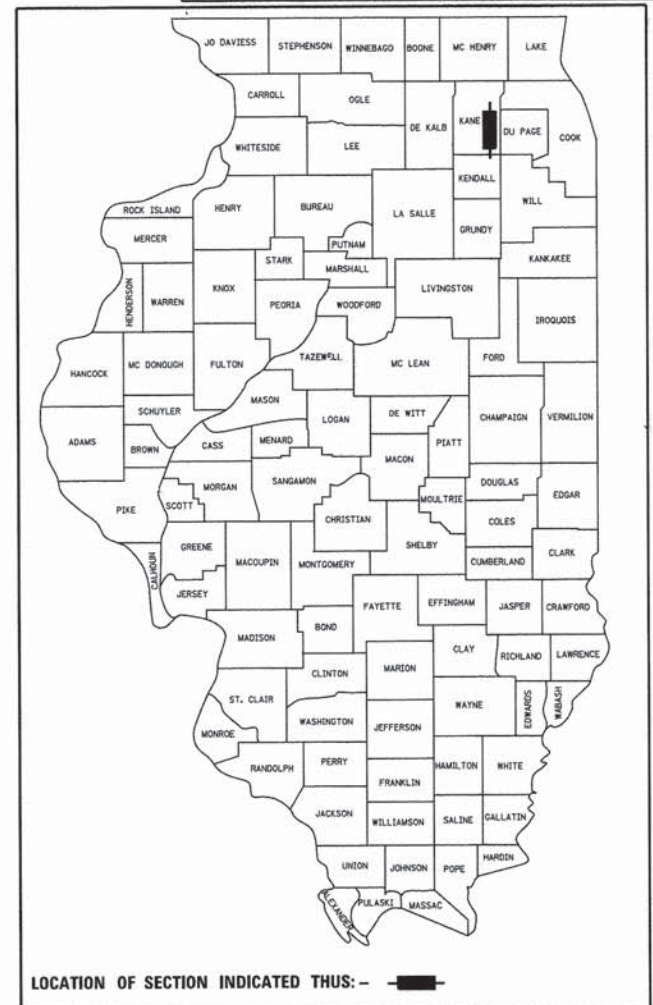 JO DAVIESS
STEPHENSON
WINNEBAGO
BOONE
MC HENRY
LAKE
CARROLL
OGLE
DE KALB
KANE
DU PAGE
COOK
WHITESIDE
LEE
KENDALL
WILL
ROCK ISLAND
HENRY
BUREAU
LA SALLE
GRUNDY
MERCER
PUTNAM
KANKAKEE
STARK
MARSHALL
HENDERSON
WARREN
KNOX
PEORIA
WOODFORD
LIVINGSTON
IROQUOIS
HANCOCK
MC DONOUGH
FULTON
TAZEWELL
MC LEAN
FORD
MASON
SCHUYLER
LOGAN
DE WITT
CHAMPAIGN
VERMILION
ADAMS
BROWN
CASS
MENARD
PIATT
MACON
MORGAN
SANGAMON
DOUGLAS
EDGAR
PIKE
SCOTT
CHRISTIAN
MOULTRIE
COLES
GREENE
MACOUPIN
MONTGOMERY
SHELBY
CUMBERLAND
CLARK
CALHOUN
JERSEY
FAYETTE
EFFINGHAM
JASPER
CRAWFORD
MADISON
BOND
CLAY
RICHLAND
LAWRENCE
CLINTON
MARION
ST. CLAIR
WAYNE
EDWARDS
WABASH
MONROE
WASHINGTON
JEFFERSON
RANDOLPH
PERRY
HAMILTON
WHITE
FRANKLIN
JACKSON
WILLIAMSON
SALINE
GALLATIN
UNION
JOHNSON
POPE
HARDIN
ALEXANDER
PULASKI
MASSAC
LOCATION OF SECTION INDICATED THUS: -